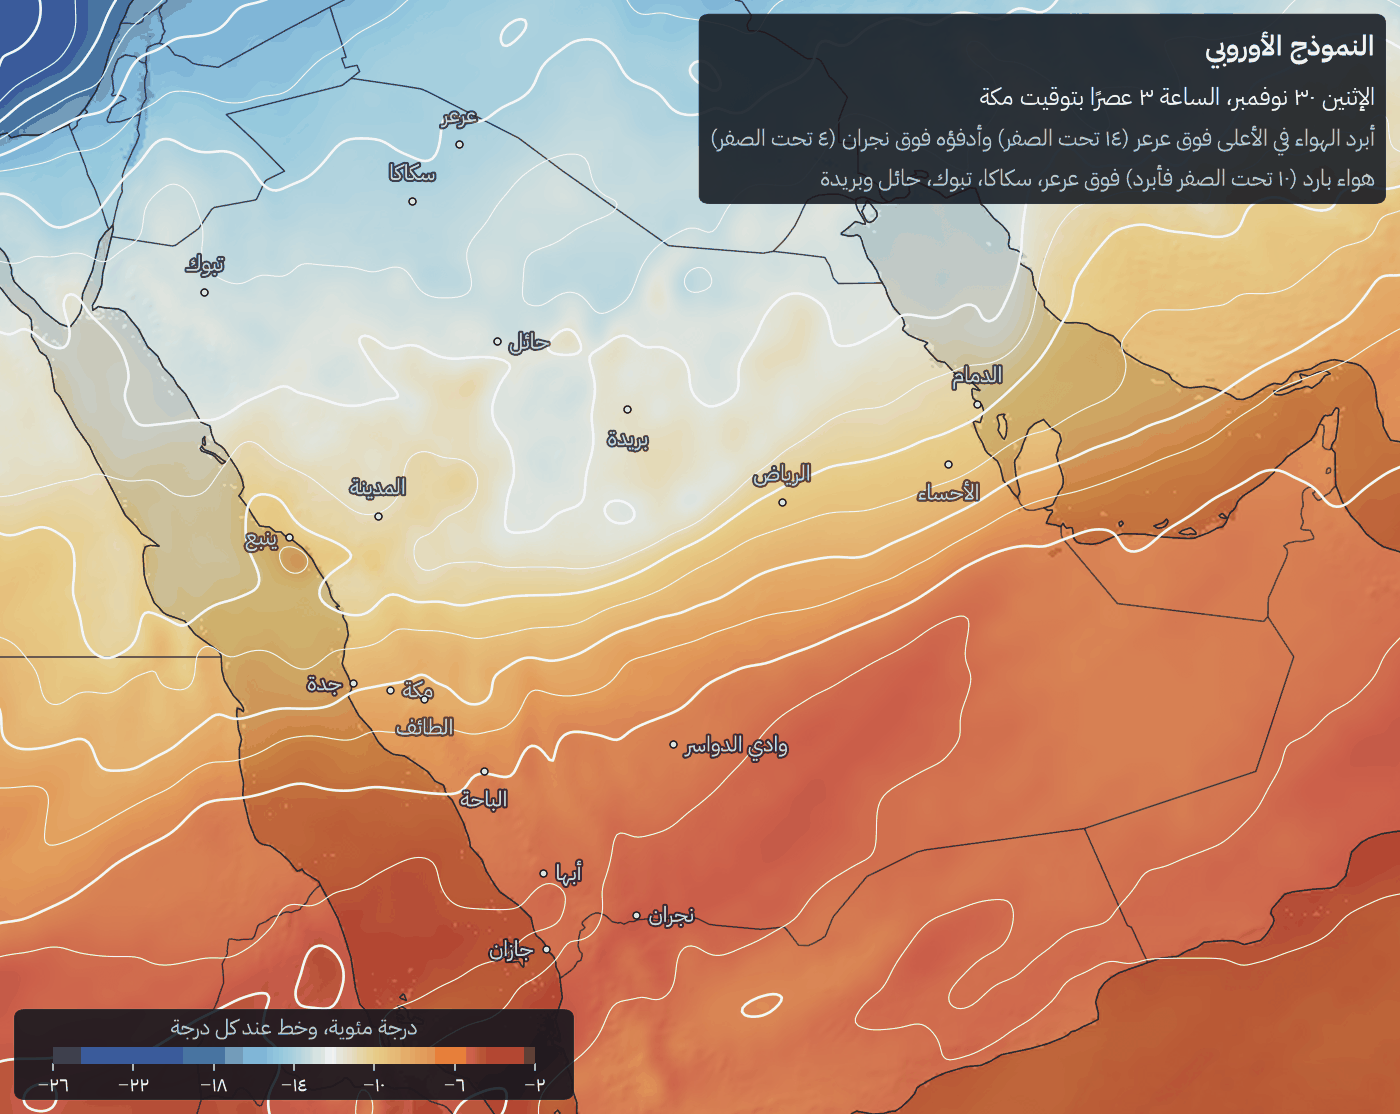 النموذج الأوروبي
الإثنين ٣٠ نوفمبر، الساعة ٣ عصرًا بتوقيت مكة
أبرد الهواء في الأعلى فوق عرعر (١٤ تحت الصفر) وأدفؤه فوق نجران (٤ تحت الصفر)
هواء بارد (١٠ تحت الصفر فأبرد) فوق عرعر، سكاكا، تبوك، حائل وبريدة
عرعر
سكاكا
تبوك
حائل
الدمام
بريدة
الرياض
المدينة
الأحساء
ينبع
جدة
مكة
الطائف
وادي الدواسر
الباحة
أبها
نجران
جازان
درجة مئوية، وخط عند كل درجة
−٢٦ −٢٢ −١٨ −١٤ −١٠ −٦ −٢